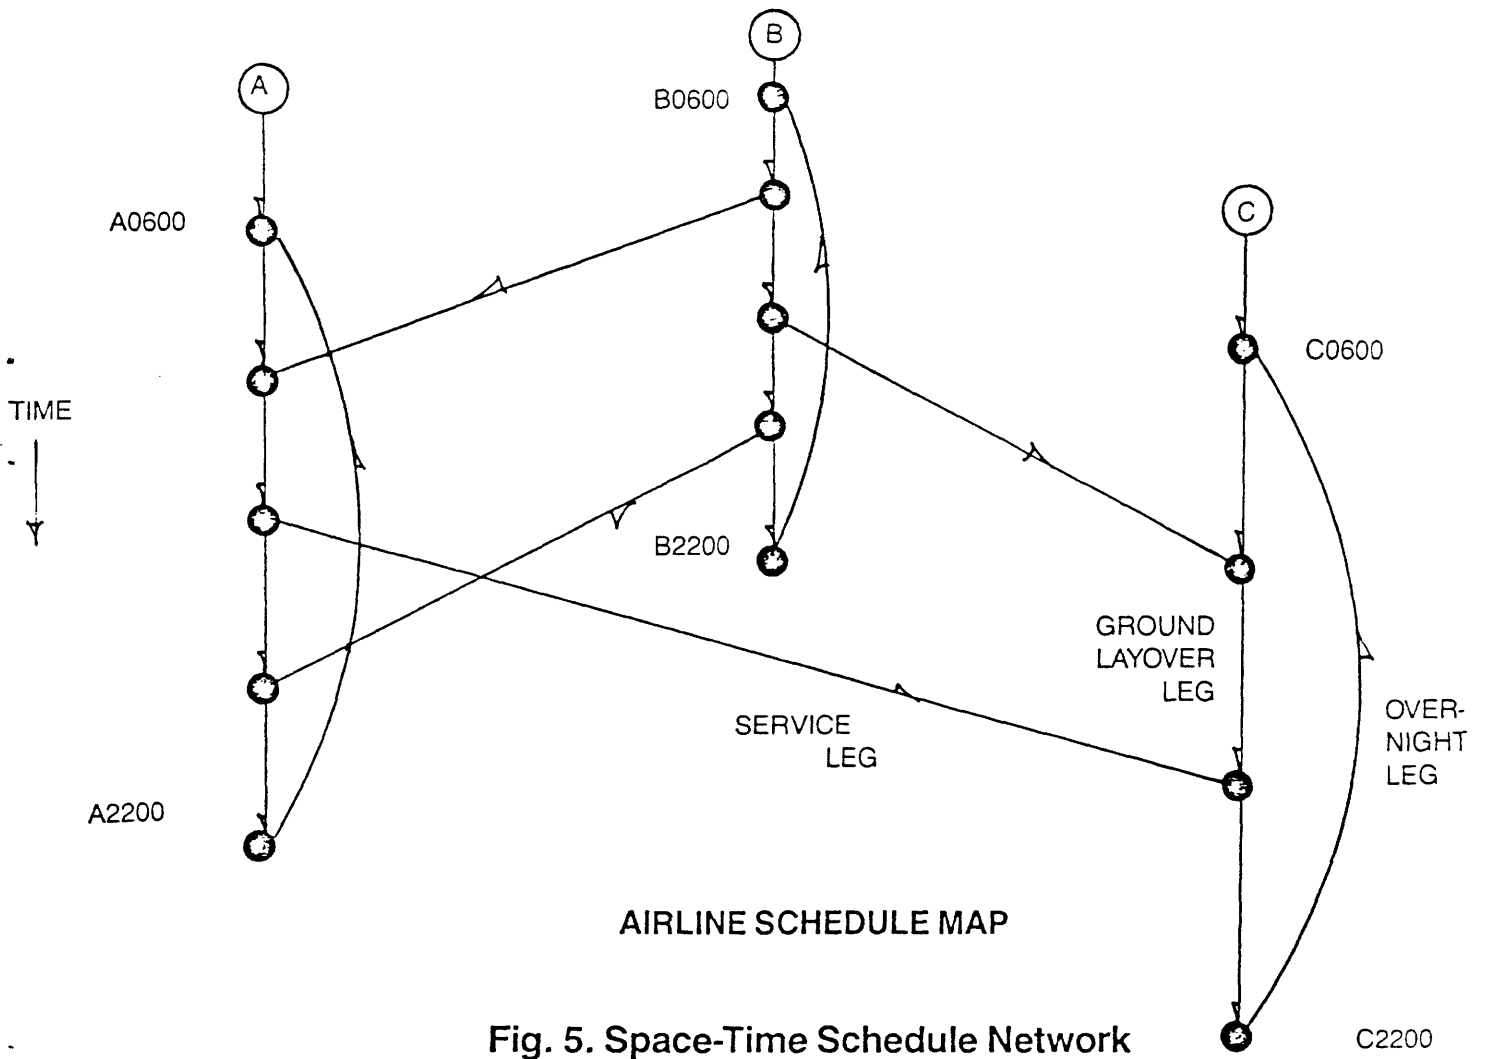 B
A
B0600
A0600
C
C0600
TIME
B2200
GROUND
LAYOVER
LEG
SERVICE
LEG
OVER-
NIGHT
LEG
A2200
AIRLINE SCHEDULE MAP
Fig. 5. Space-Time Schedule Network
C2200